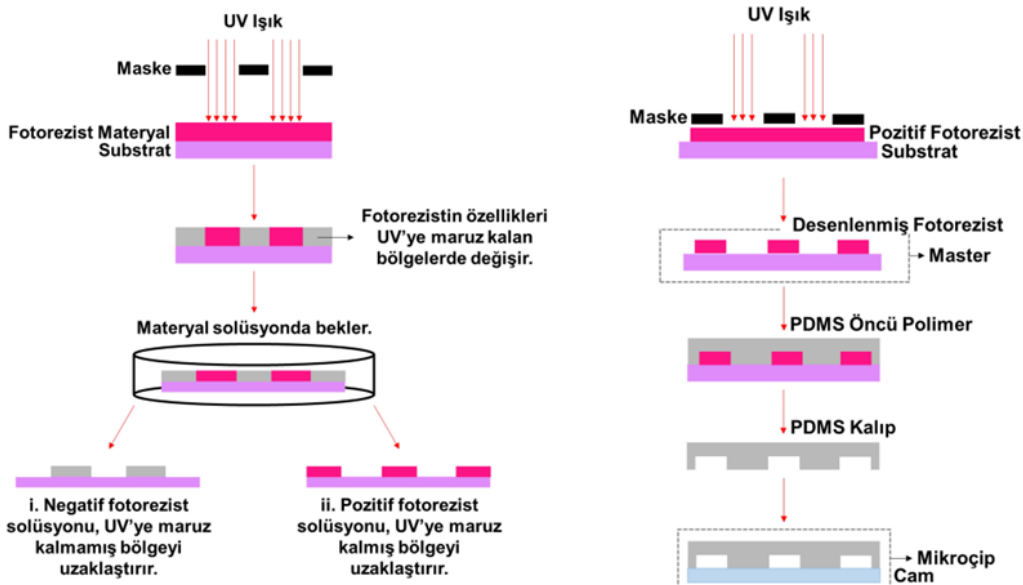 UV Işık
Maske
Fotorezist Materyal
Substrat
Fotorezistin özellikleri
UV'ye maruz kalan
bölgelerde değişir.
Materyal solüsyonda bekler.
i. Negatif fotorezist
solüsyonu, UV'ye maruz
kalmamış bölgeyi
uzaklaştırır.
ii. Pozitif fotorezist
solüsyonu, UV'ye maruz
kalmış bölgeyi
uzaklaştırır.
UV Işık
Maske
Pozitif Fotorezist
Substrat
Desenlenmiş Fotorezist
Master
PDMS Öncü Polimer
PDMS Kalıp
Mikroçip
Cam